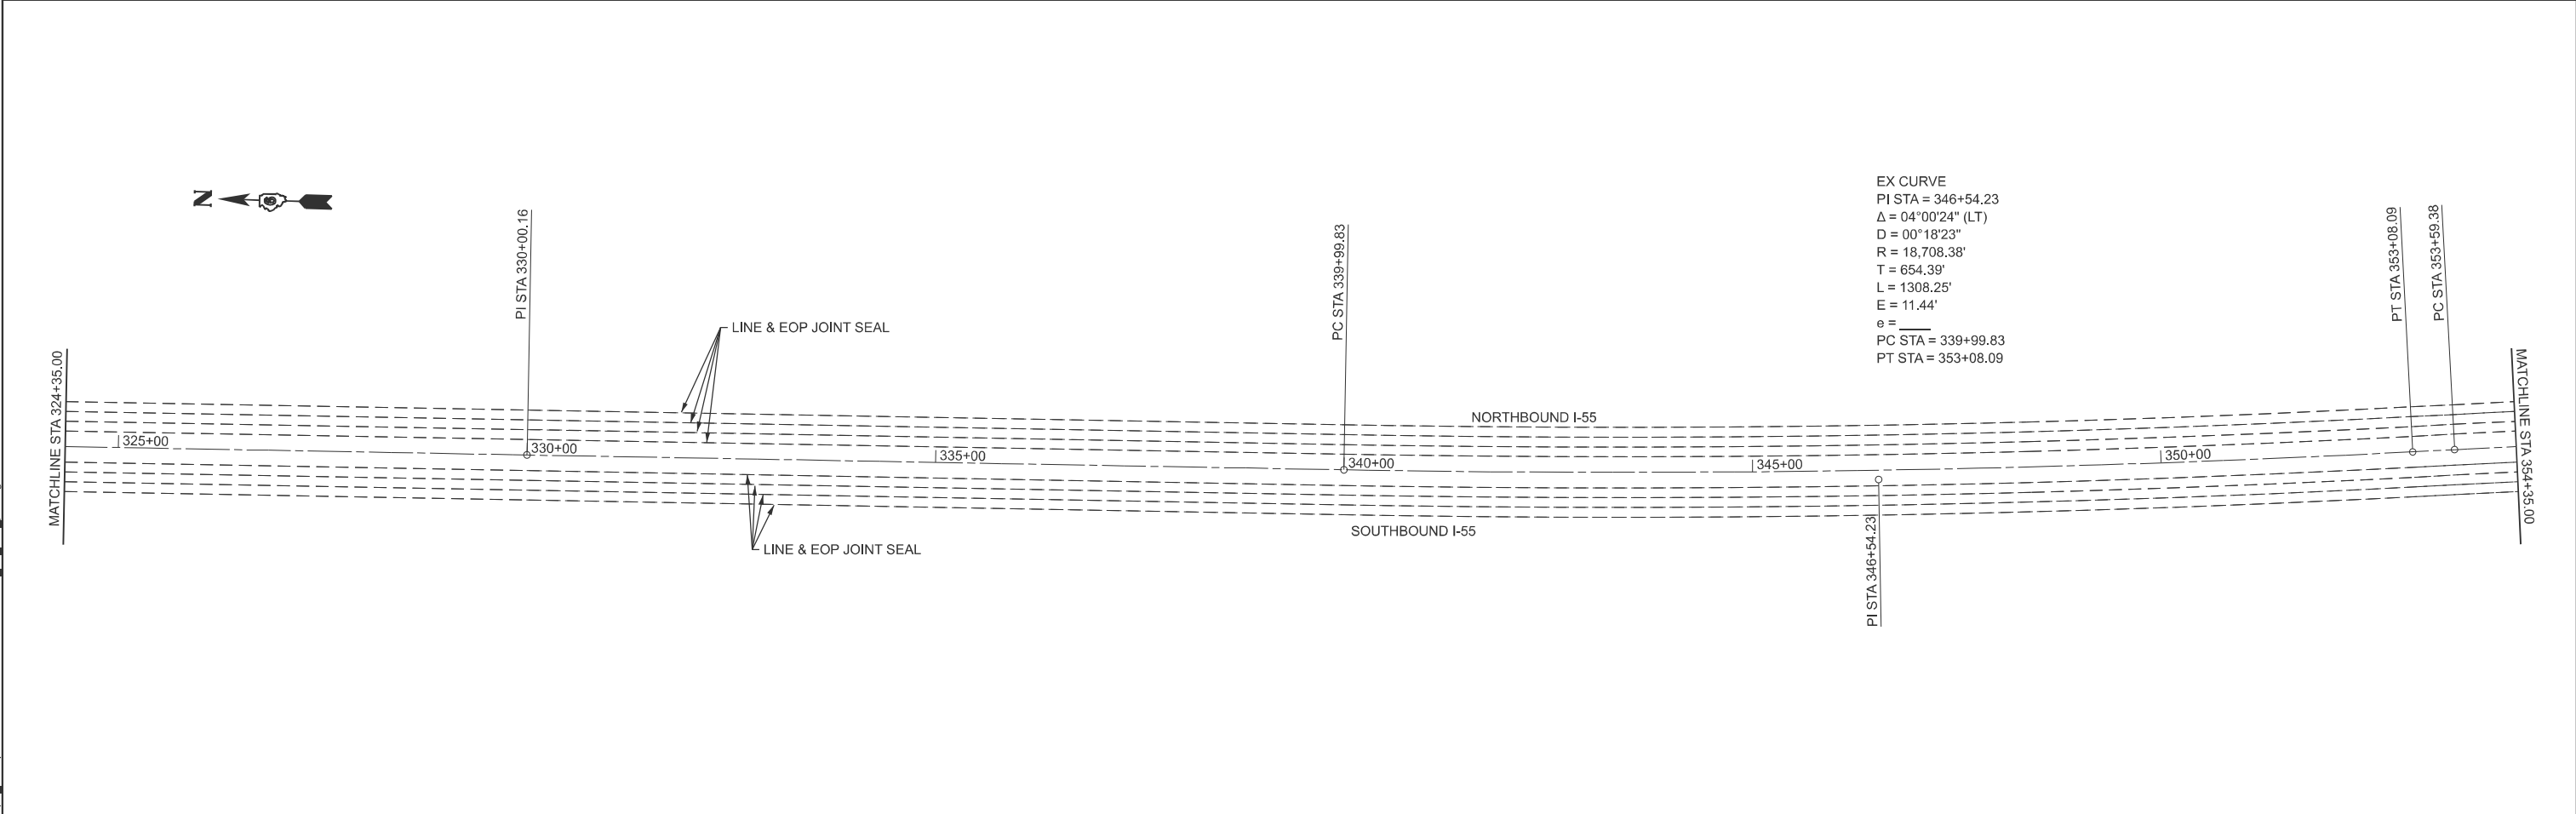 N
PI STA 330+00.16
PC STA 339+99.83
EX CURVE
PI STA = 346+54.23
Δ = 04°00'24" (LT)
D = 00°18'23"
R = 18,708.38'
T = 654.39'
L = 1308.25'
E = 11.44'
e = ____
PC STA = 339+99.83
PT STA = 353+08.09
PT STA 353+08.09
PC STA 353+59.38
LINE & EOP JOINT SEAL
MATCHLINE STA 324+35.00
NORTHBOUND I-55
325+00
330+00
335+00
340+00
345+00
350+00
MATCHLINE STA 354+35.00
SOUTHBOUND I-55
LINE & EOP JOINT SEAL
PI STA 346+54.23